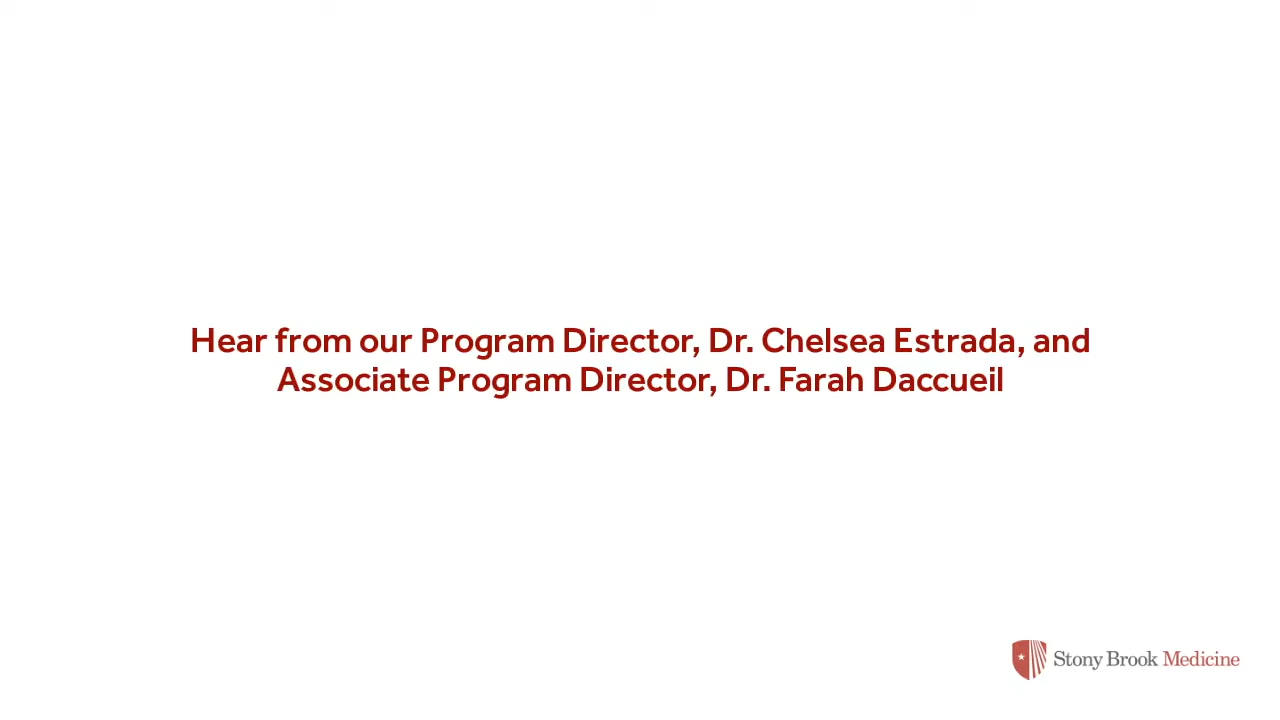 Hear from our Program Director, Dr. Chelsea Estrada, and
Associate Program Director, Dr. Farah Daccueil
Stony Brook Medicine